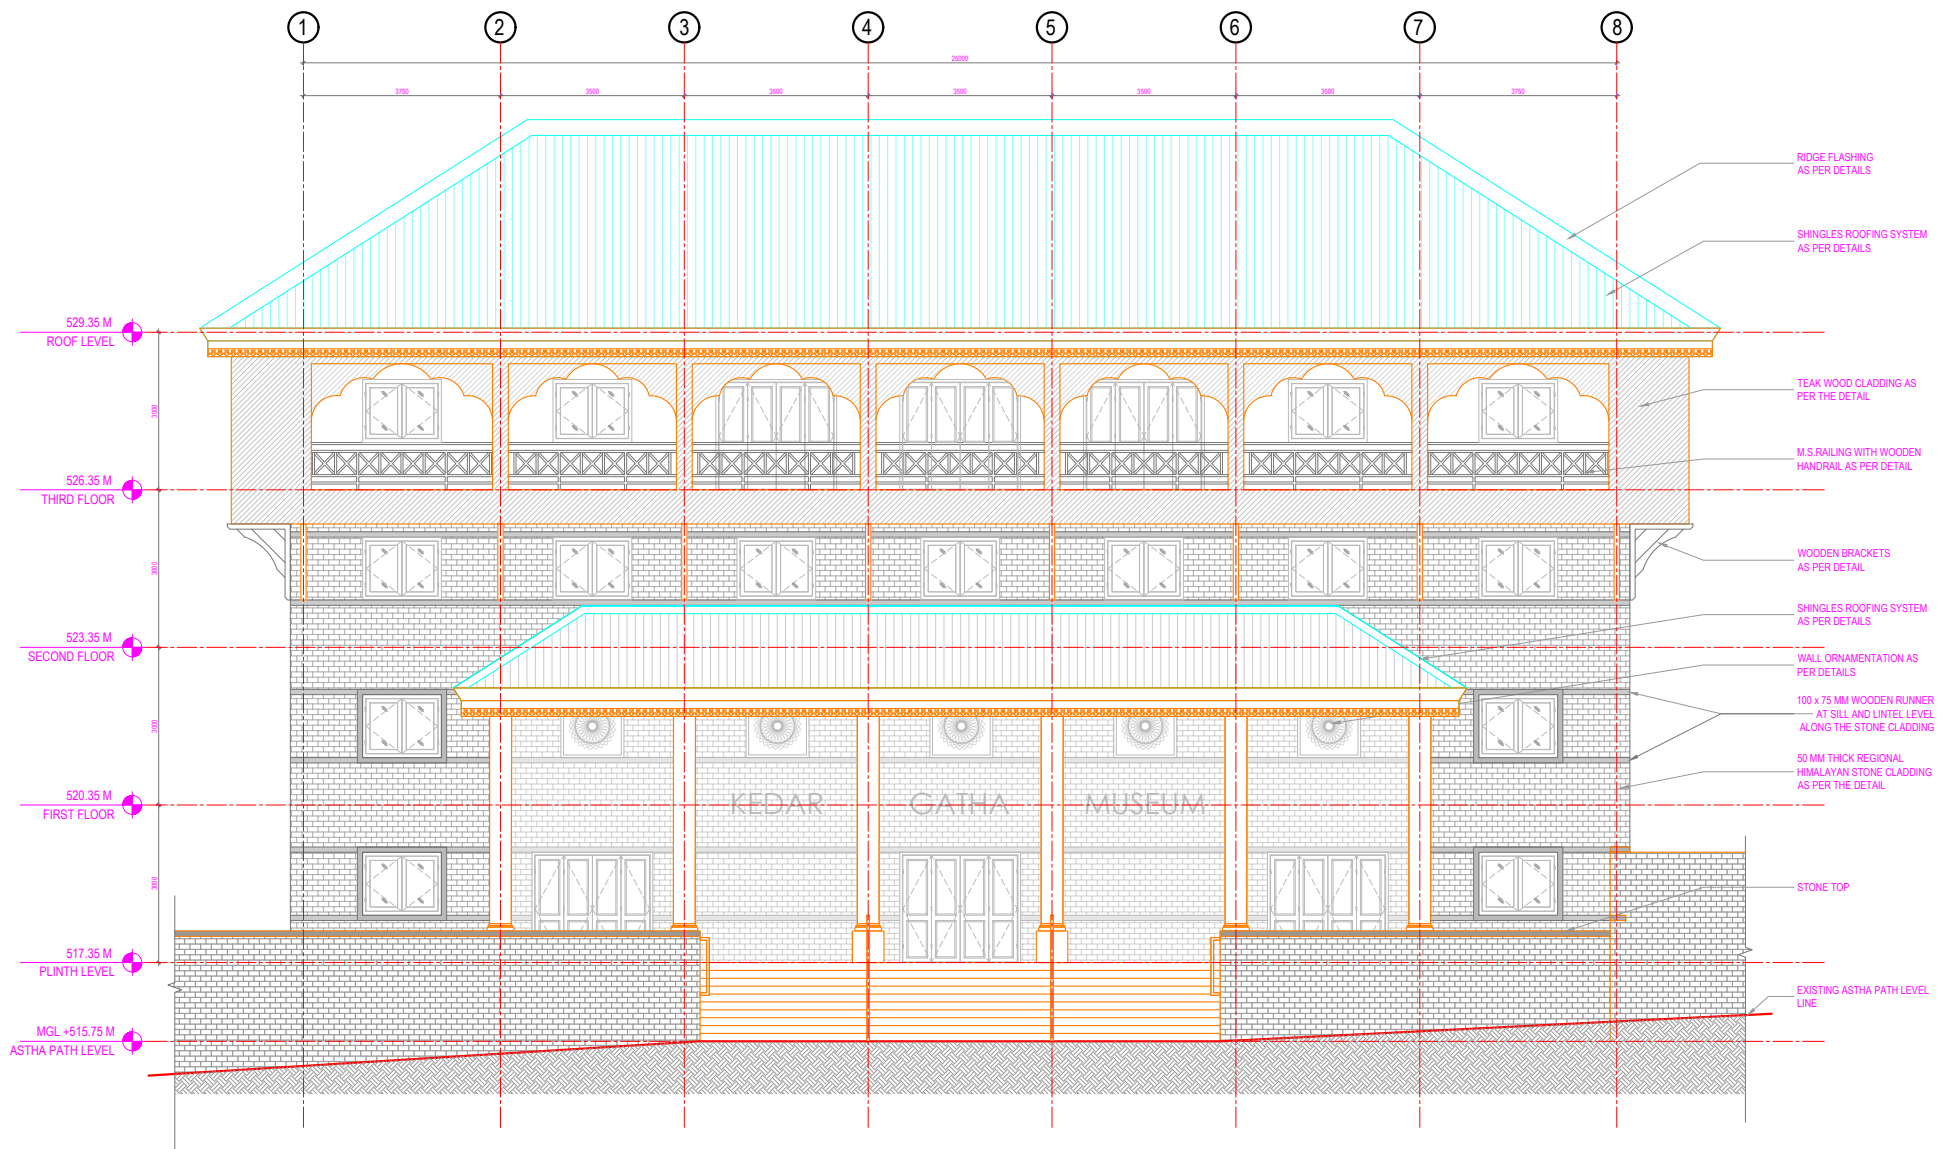 1 2 3 4 5 6 7 8
25000
3750 3500 3500 3500 3500 3500 3750
RIDGE FLASHING
AS PER DETAILS
SHINGLES ROOFING SYSTEM
AS PER DETAILS
529.35 M
ROOF LEVEL
TEAK WOOD CLADDING AS
PER THE DETAIL
3000
M.S.RAILING WITH WOODEN
HANDRAIL AS PER DETAIL
526.35 M
THIRD FLOOR
WOODEN BRACKETS
AS PER DETAIL
3000
SHINGLES ROOFING SYSTEM
AS PER DETAILS
523.35 M
SECOND FLOOR
WALL ORNAMENTATION AS
PER DETAILS
100 x 75 MM WOODEN RUNNER
AT SILL AND LINTEL LEVEL
ALONG THE STONE CLADDING
3000
50 MM THICK REGIONAL
HIMALAYAN STONE CLADDING
AS PER THE DETAIL
520.35 M
FIRST FLOOR
KEDAR GATHA MUSEUM
3000
STONE TOP
517.35 M
PLINTH LEVEL
EXISTING ASTHA PATH LEVEL
LINE
MGL +515.75 M
ASTHA PATH LEVEL